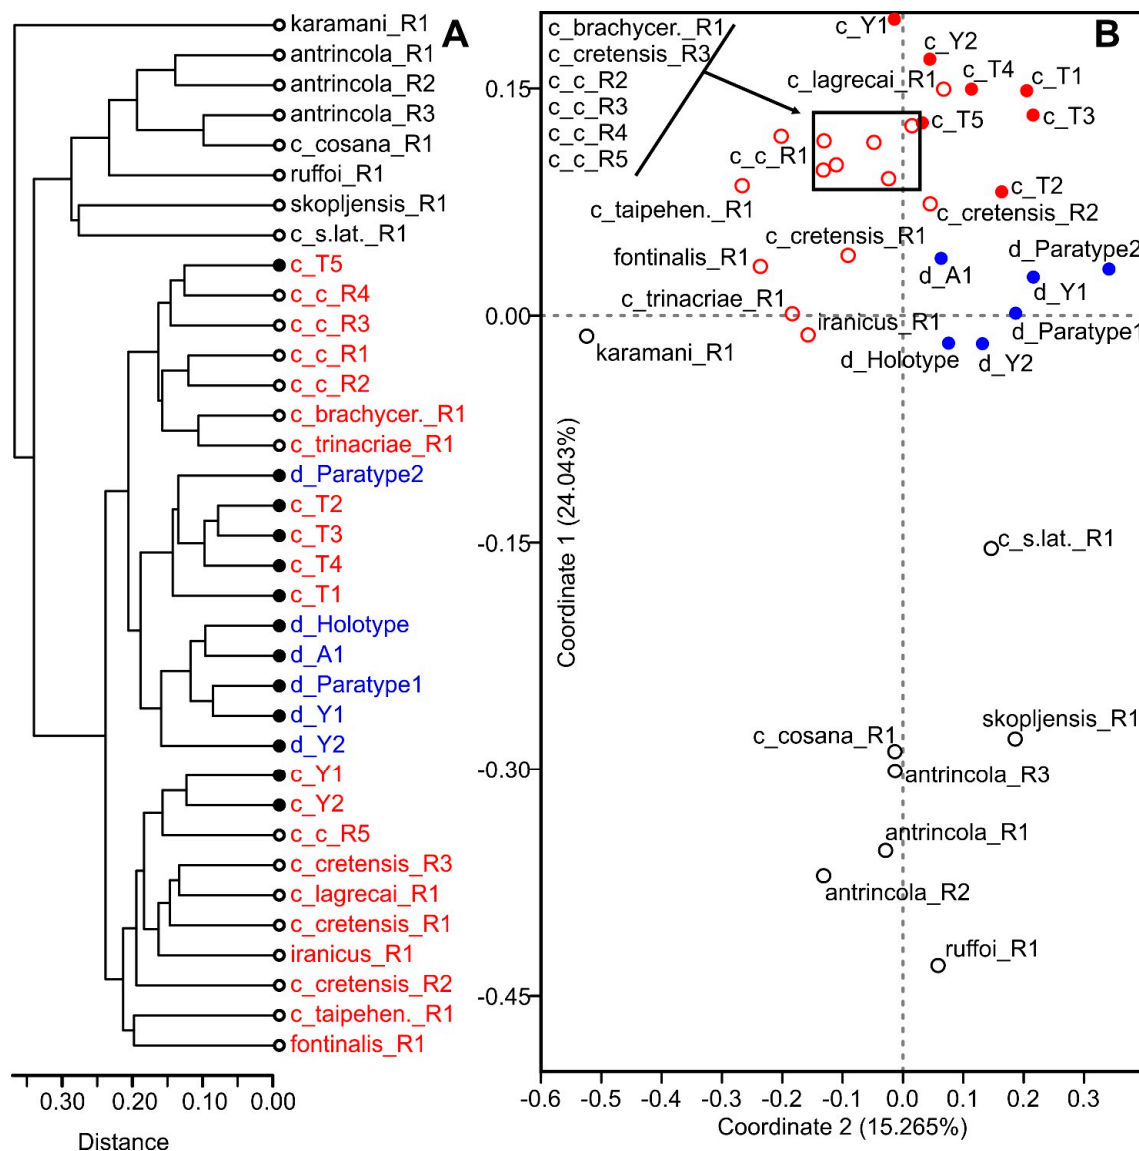 A
karamani_R1
antrincola_R1
antrincola_R2
antrincola_R3
c_cosana_R1
ruffoi_R1
skopljensis_R1
c_s.lat._R1
c_T5
c_c_R4
c_c_R3
c_c_R1
c_c_R2
c_brachycer._R1
c_trinacriae_R1
d_Paratype2
c_T2
c_T3
c_T4
c_T1
d_Holotype
d_A1
d_Paratype1
d_Y1
d_Y2
c_Y1
c_Y2
c_c_R5
c_cretensis_R3
c_lagrecai_R1
c_cretensis_R1
iranicus_R1
c_cretensis_R2
c_taipehen._R1
fontinalis_R1
0.30 0.20 0.10 0.00
Distance
B
c_brachycer._R1
c_cretensis_R3
c_c_R2
c_c_R3
c_c_R4
c_c_R5
c_Y1
c_Y2
c_lagrecai_R1
c_T4
c_T1
c_T5
c_T3
c_c_R1
c_T2
c_taipehen._R1
c_cretensis_R2
c_cretensis_R1
fontinalis_R1
d_A1
d_Paratype2
d_Y1
c_trinacriae_R1
iranicus_R1
d_Paratype1
karamani_R1
d_Holotype
d_Y2
c_s.lat._R1
skopljensis_R1
c_cosana_R1
antrincola_R3
antrincola_R1
antrincola_R2
ruffoi_R1
0.15
0.00
-0.15
-0.30
-0.45
Coordinate 1 (24.043%)
-0.6 -0.5 -0.4 -0.3 -0.2 -0.1 0.0 0.1 0.2 0.3
Coordinate 2 (15.265%)